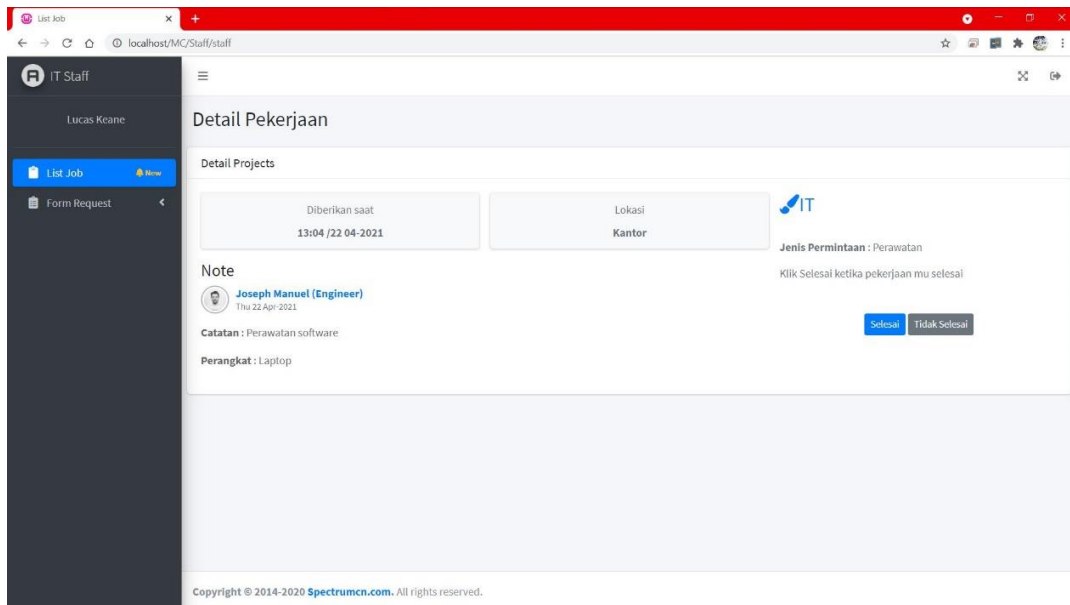 List Job
localhost/MC/Staff/staff
IT Staff
Lucas Keane
List Job New
Form Request
Detail Pekerjaan
Detail Projects
Diberikan saat
13:04 /22 04-2021
Lokasi
Kantor
Note
Joseph Manuel (Engineer)
Thu 22 Apr-2021
Catatan : Perawatan software
Perangkat : Laptop
IT
Jenis Permintaan : Perawatan
Klik Selesai ketika pekerjaan mu selesai
Selesai Tidak Selesai
Copyright © 2014-2020 Spectrumcn.com. All rights reserved.